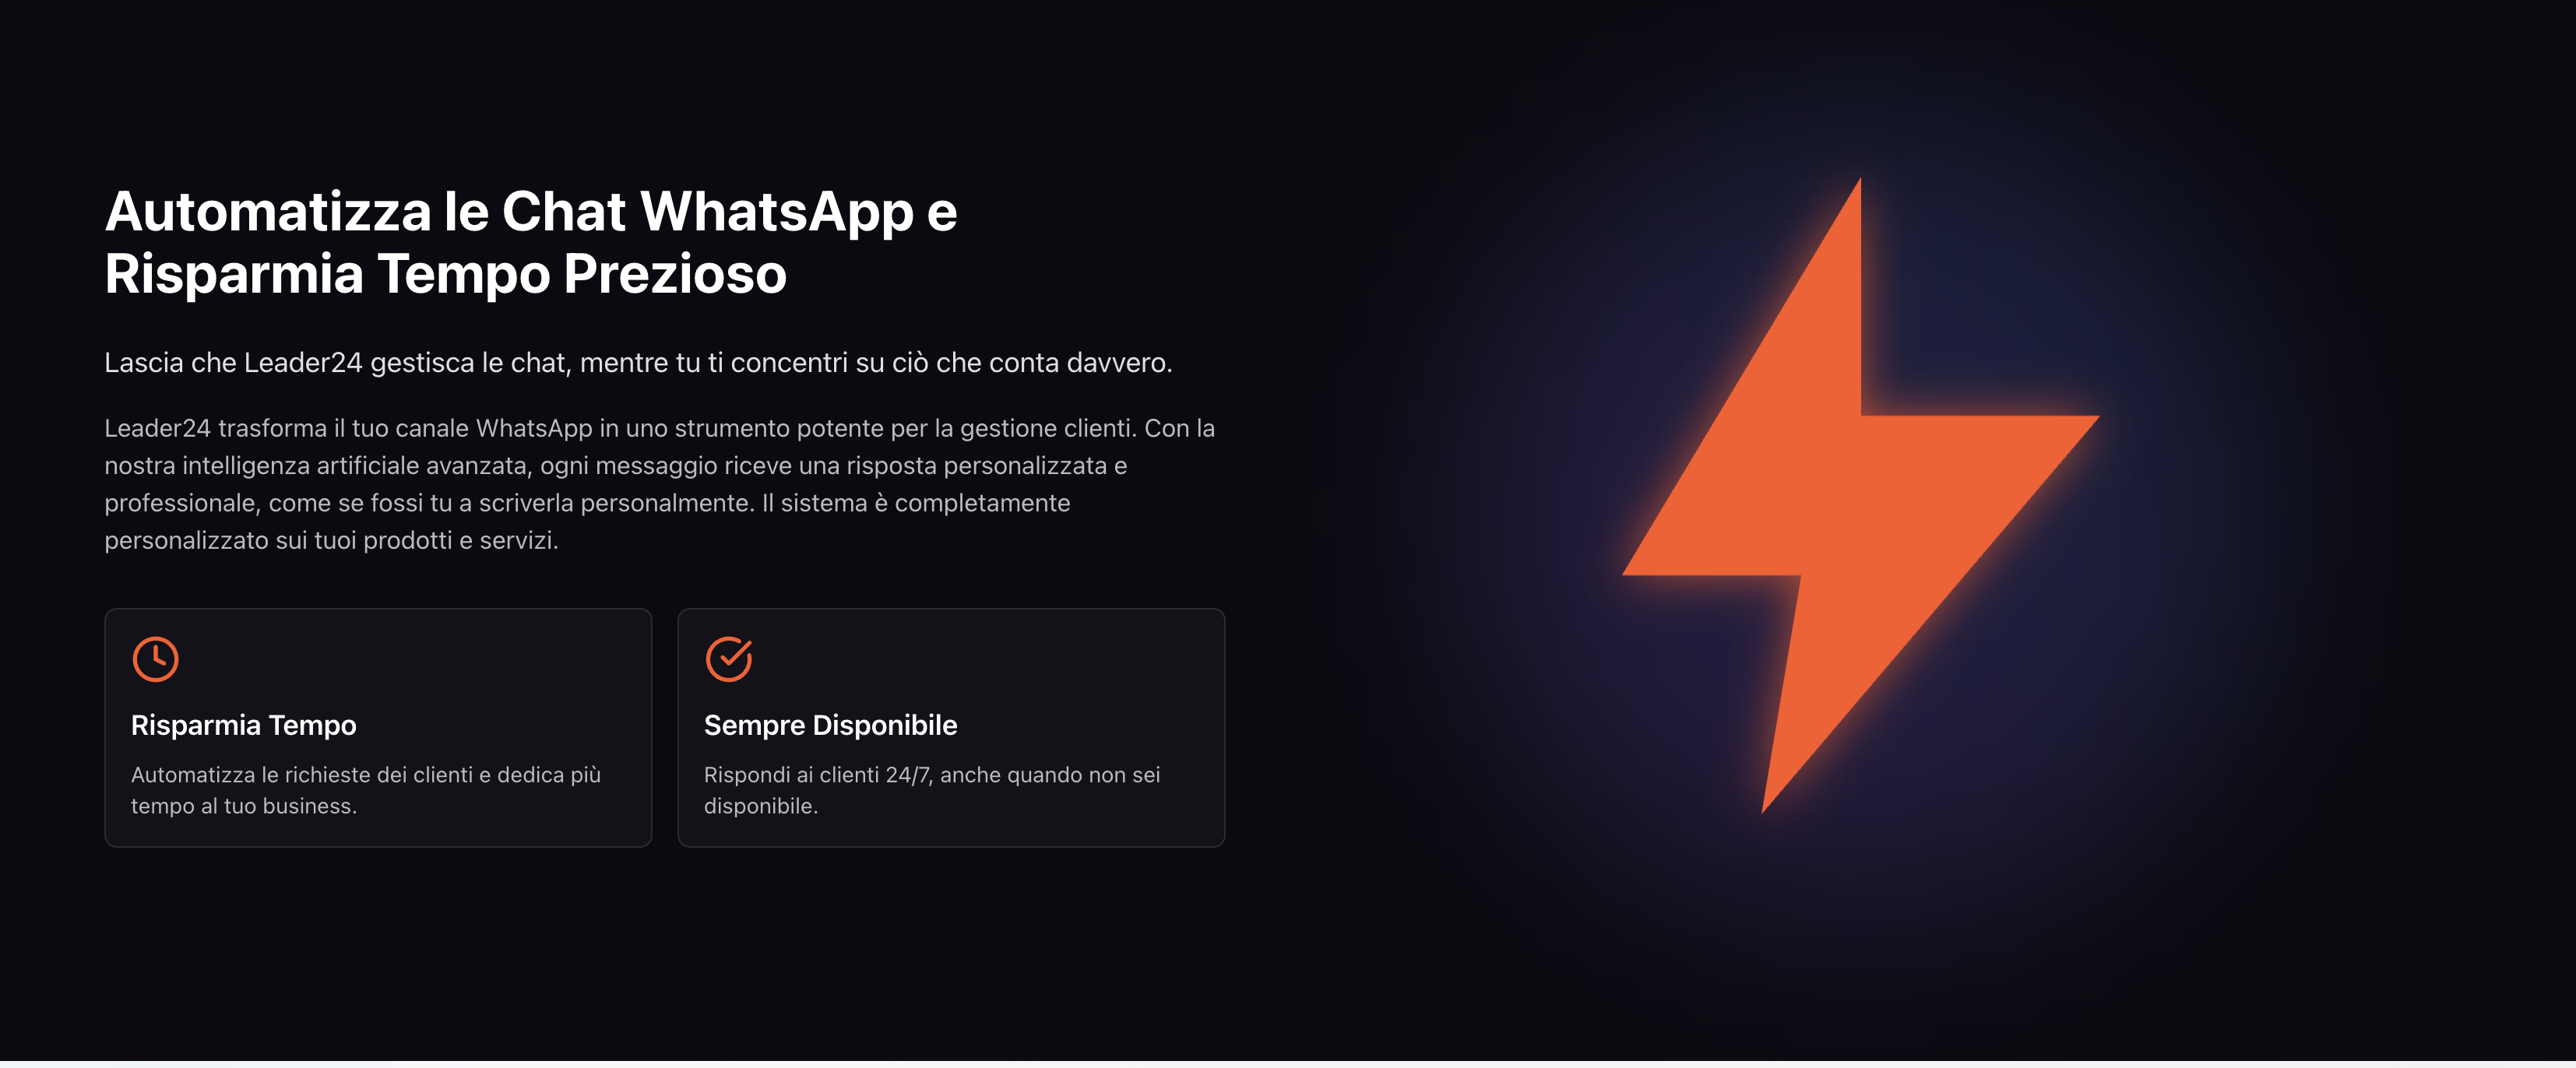 Automatizza le Chat WhatsApp e
Risparmia Tempo Prezioso
Lascia che Leader24 gestisca le chat, mentre tu ti concentri su ciò che conta davvero.
Leader24 trasforma il tuo canale WhatsApp in uno strumento potente per la gestione clienti. Con la
nostra intelligenza artificiale avanzata, ogni messaggio riceve una risposta personalizzata e
professionale, come se fossi tu a scriverla personalmente. Il sistema è completamente
personalizzato sui tuoi prodotti e servizi.
Risparmia Tempo
Automatizza le richieste dei clienti e dedica più
tempo al tuo business.
Sempre Disponibile
Rispondi ai clienti 24/7, anche quando non sei
disponibile.